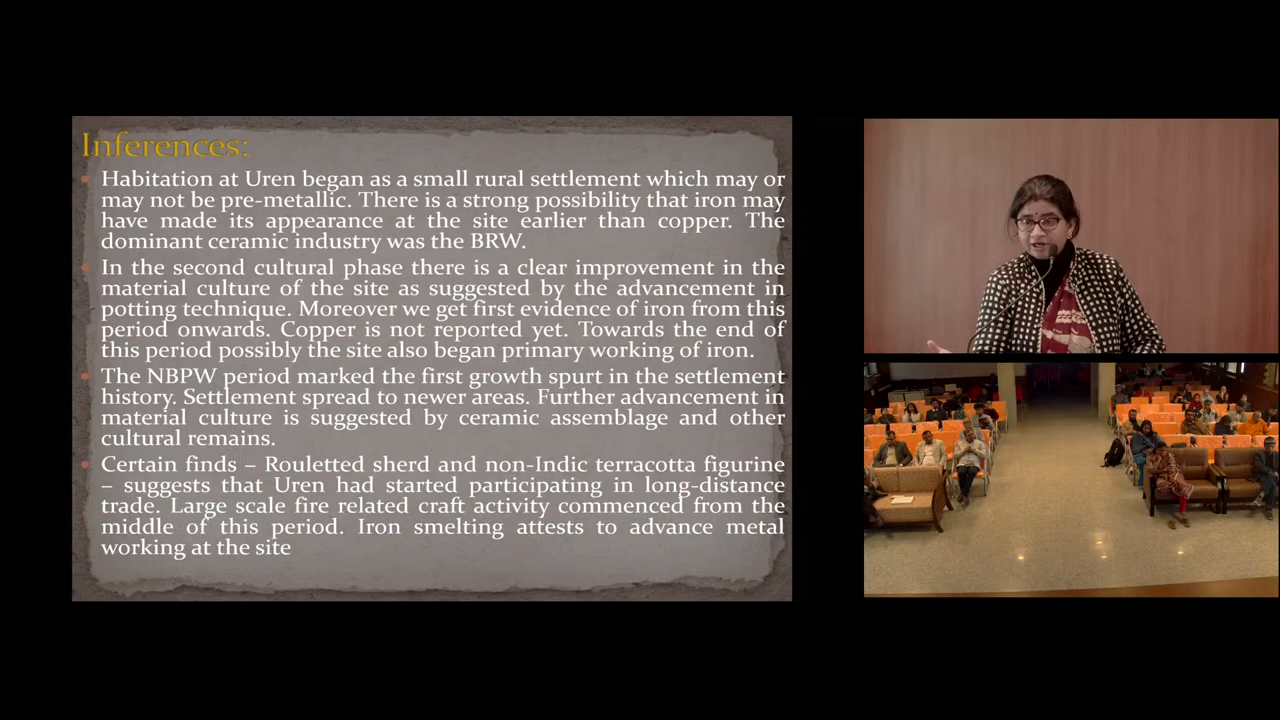 Inferences:
Habitation at Uren began as a small rural settlement which may or
may not be pre-metallic. There is a strong possibility that iron may
have made its appearance at the site earlier than copper. The
dominant ceramic industry was the BRW.
In the second cultural phase there is a clear improvement in the
material culture of the site as suggested by the advancement in
potting technique. Moreover we get first evidence of iron from this
period onwards. Copper is not reported yet. Towards the end of
this period possibly the site also began primary working of iron.
The NBPW period marked the first growth spurt in the settlement
history. Settlement spread to newer areas. Further advancement in
material culture is suggested by ceramic assemblage and other
cultural remains.
Certain finds – Rouletted sherd and non-Indic terracotta figurine
– suggests that Uren had started participating in long-distance
trade. Large scale fire related craft activity commenced from the
middle of this period. Iron smelting attests to advance metal
working at the site